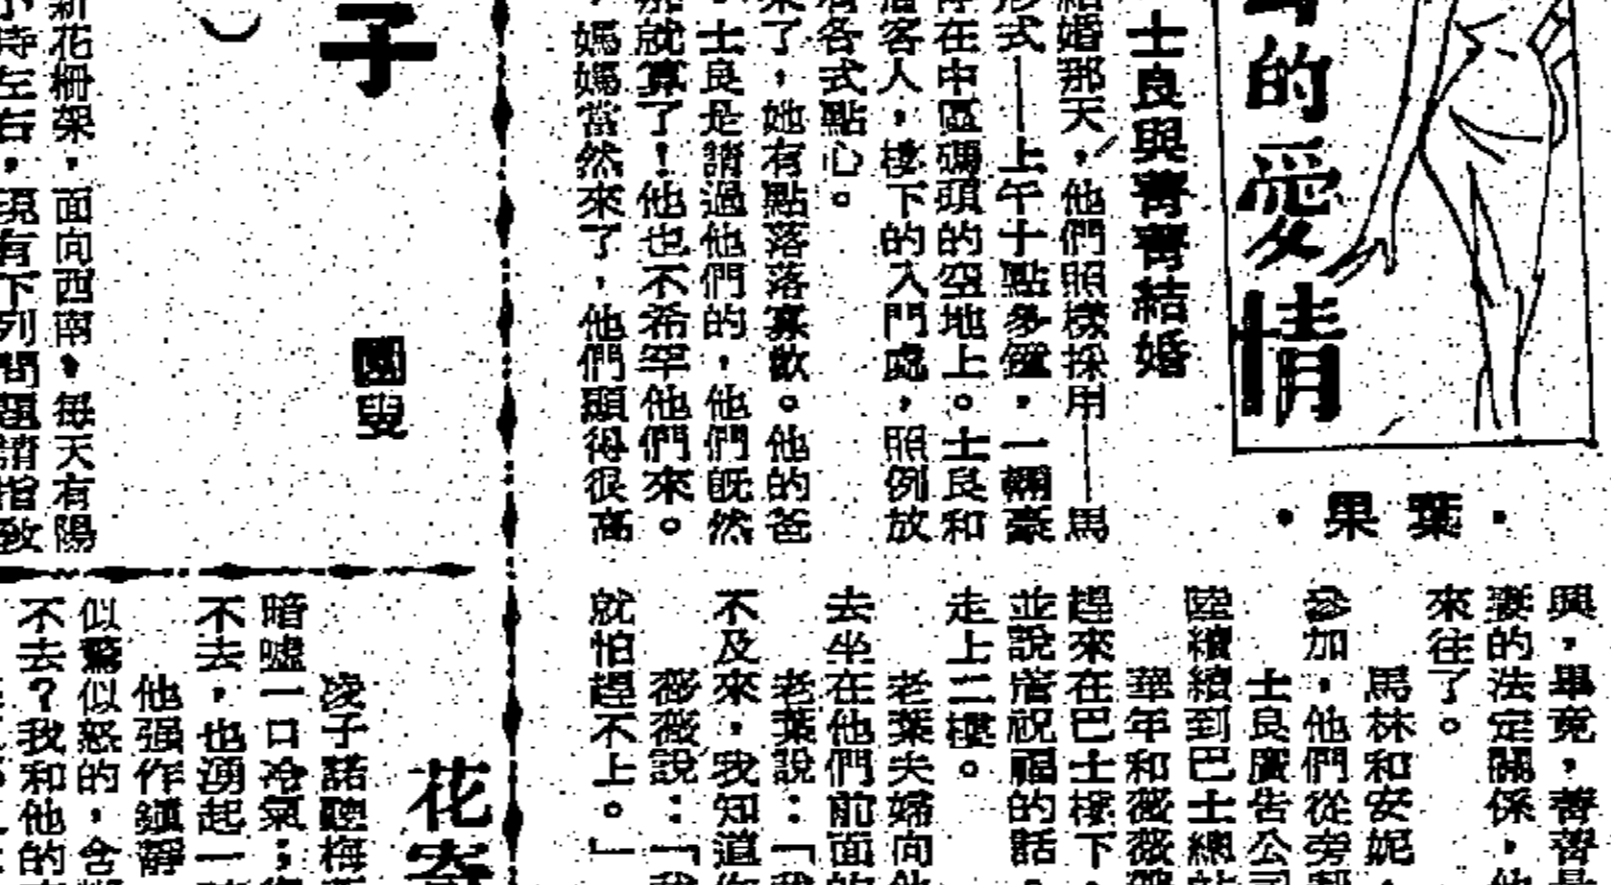 的愛情
·葉果·
士良與菁菁結婚
結婚那天，他們照樣採用——馬
形式——上午十點多鐘，一輛豪
停在中區碼頭的空地上。士良和
客人，樓下的入門處，照例放
各式點心。
來了，她有點落落寡歡。他的爸
，士良是請過他們的，他們既然
就算了！他也不希罕他們來。
，媽媽當然來了，他們顯得很高
興，畢竟，菁菁是
妻的法定關係，他
來往了。
馬林和安妮，
參加，他們從旁
士良廣告公司
陸續續到巴士總站
華年和薇薇
趕來在巴士樓下，
並說着祝福的話，
走上二樓。
老葉夫婦向他
去坐在他們前面的
老葉說：「我
不及來，我知道你
薇薇說：「我
就怕趕不上。」
子
圓叟
新花柵架，面向西南，每天有陽
小時左右，現有下列問題請指教
花
凌子諾聽梅
暗噓一口冷氣；
不去，也湧起一
他强作鎮靜
似驚似怒的，含
不去？我和他的